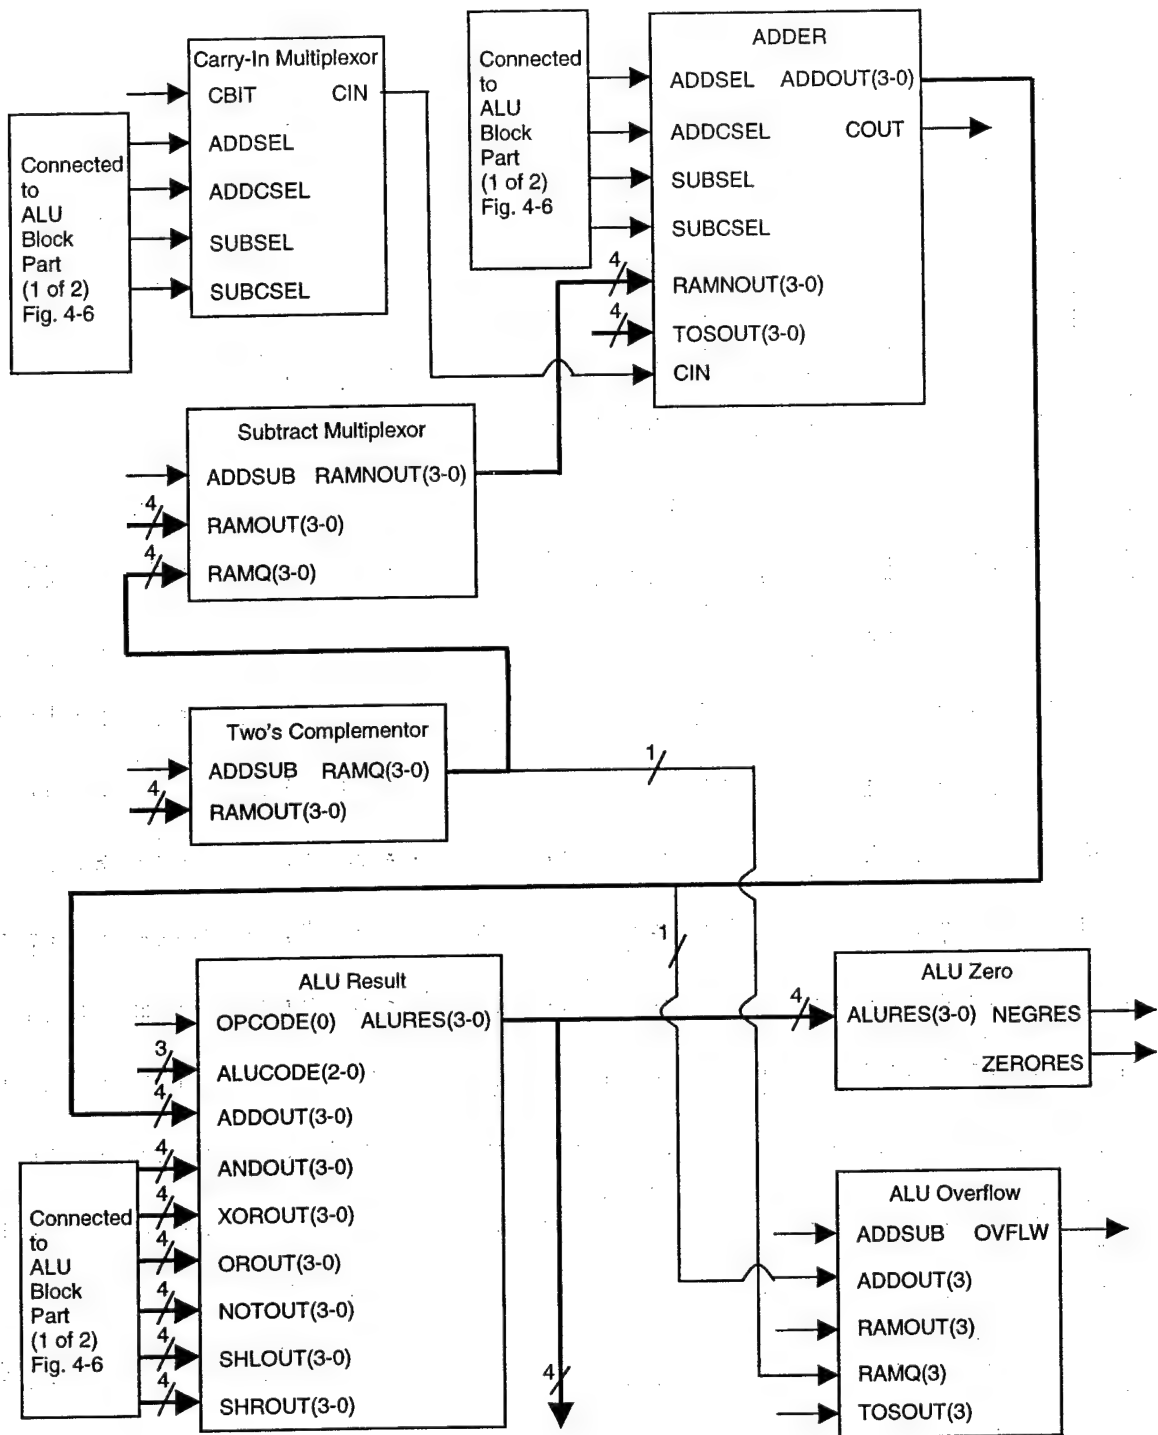 Carry-In Multiplexor
CBIT CIN
ADDSEL
ADDCSEL
SUBSEL
SUBCSEL
Connected
to
ALU
Block
Part
(1 of 2)
Fig. 4-6
Connected
to
ALU
Block
Part
(1 of 2)
Fig. 4-6
ADDER
ADDSEL ADDOUT(3-0)
ADDCSEL COUT
SUBSEL
SUBCSEL
4
RAMNOUT(3-0)
4
TOSOUT(3-0)
CIN
Subtract Multiplexor
ADDSUB RAMNOUT(3-0)
4
RAMOUT(3-0)
4
RAMQ(3-0)
Two's Complementor
ADDSUB RAMQ(3-0)
4
RAMOUT(3-0)
1
1
ALU Result
OPCODE(0) ALURES(3-0)
3
ALUCODE(2-0)
4
ADDOUT(3-0)
4
ANDOUT(3-0)
4
XOROUT(3-0)
4
OROUT(3-0)
4
NOTOUT(3-0)
4
SHLOUT(3-0)
4
SHROUT(3-0)
Connected
to
ALU
Block
Part
(1 of 2)
Fig. 4-6
4
4
ALU Zero
ALURES(3-0) NEGRES
ZERORES
ALU Overflow
ADDSUB OVFLW
ADDOUT(3)
RAMOUT(3)
RAMQ(3)
TOSOUT(3)